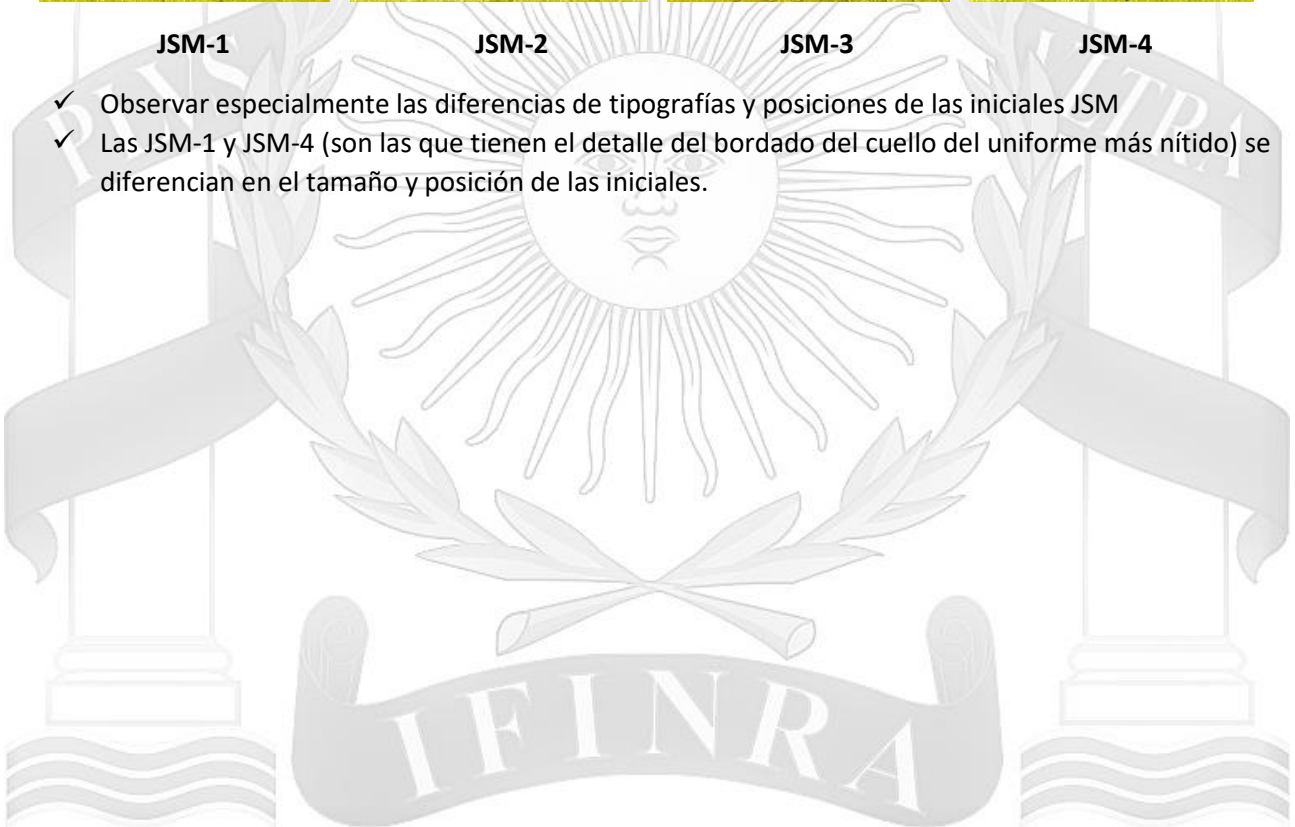 JSM-1 JSM-2 JSM-3 JSM-4
✓ Observar especialmente las diferencias de tipografías y posiciones de las iniciales JSM
✓ Las JSM-1 y JSM-4 (son las que tienen el detalle del bordado del cuello del uniforme más nítido) se
diferencian en el tamaño y posición de las iniciales.
PLUS
ULTRA
IFINRA